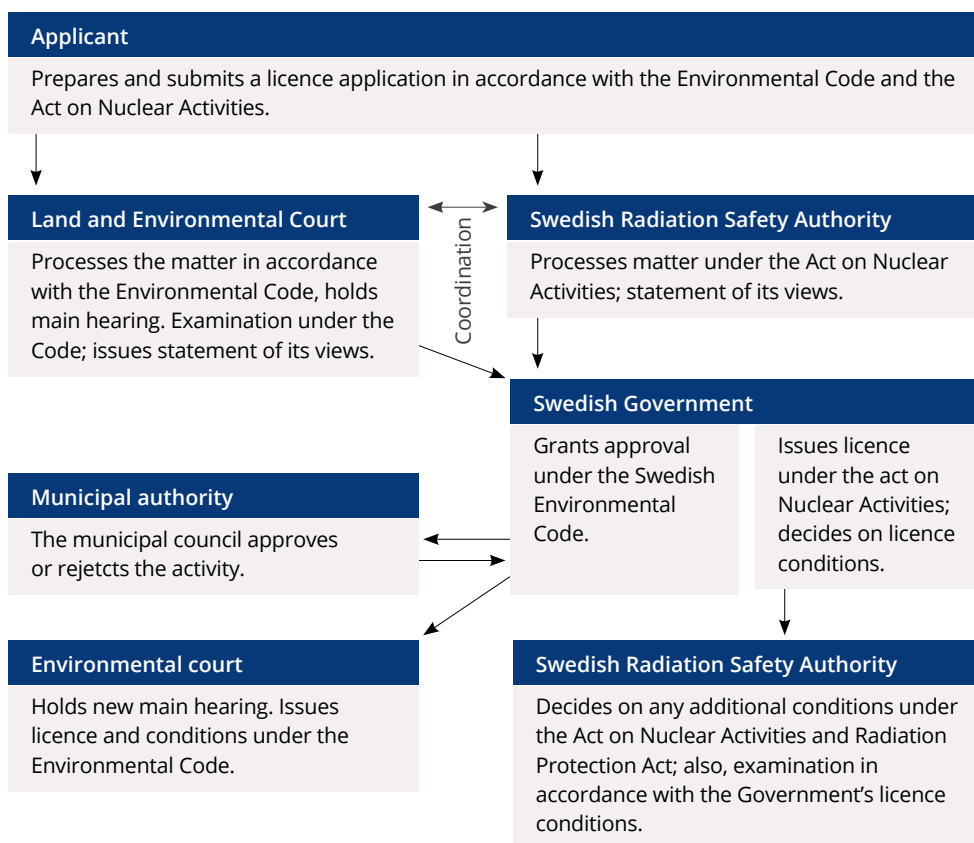 Applicant
Prepares and submits a licence application in accordance with the Environmental Code and the
Act on Nuclear Activities.
Land and Environmental Court
Processes the matter in accordance
with the Environmental Code, holds
main hearing. Examination under the
Code; issues statement of its views.
Coordination
Swedish Radiation Safety Authority
Processes matter under the Act on Nuclear
Activities; statement of its views.
Swedish Government
Grants approval
under the Swedish
Environmental
Code.
Issues licence
under the act on
Nuclear Activities;
decides on licence
conditions.
Municipal authority
The municipal council approves
or rejetcts the activity.
Environmental court
Holds new main hearing. Issues
licence and conditions under the
Environmental Code.
Swedish Radiation Safety Authority
Decides on any additional conditions under
the Act on Nuclear Activities and Radiation
Protection Act; also, examination in
accordance with the Government’s licence
conditions.